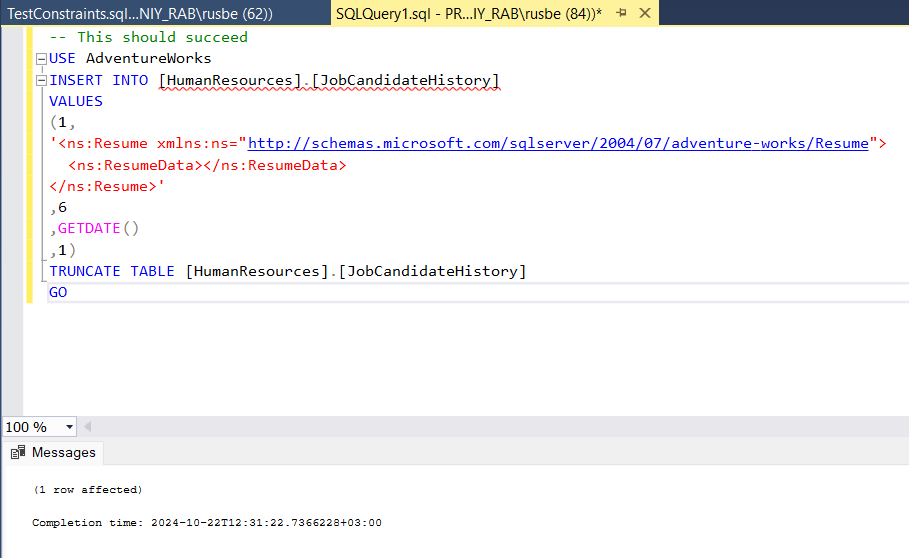 TestConstraints.sql...NIY_RAB\rusbe (62))
SQLQuery1.sql - PR...IY_RAB\rusbe (84))*
-- This should succeed
USE AdventureWorks
INSERT INTO [HumanResources].[JobCandidateHistory]
VALUES
(1,
'<ns:Resume xmlns:ns="http://schemas.microsoft.com/sqlserver/2004/07/adventure-works/Resume">
<ns:ResumeData></ns:ResumeData>
</ns:Resume>'
,6
,GETDATE()
,1)
TRUNCATE TABLE [HumanResources].[JobCandidateHistory]
GO
100 %
Messages
(1 row affected)
Completion time: 2024-10-22T12:31:22.7366228+03:00